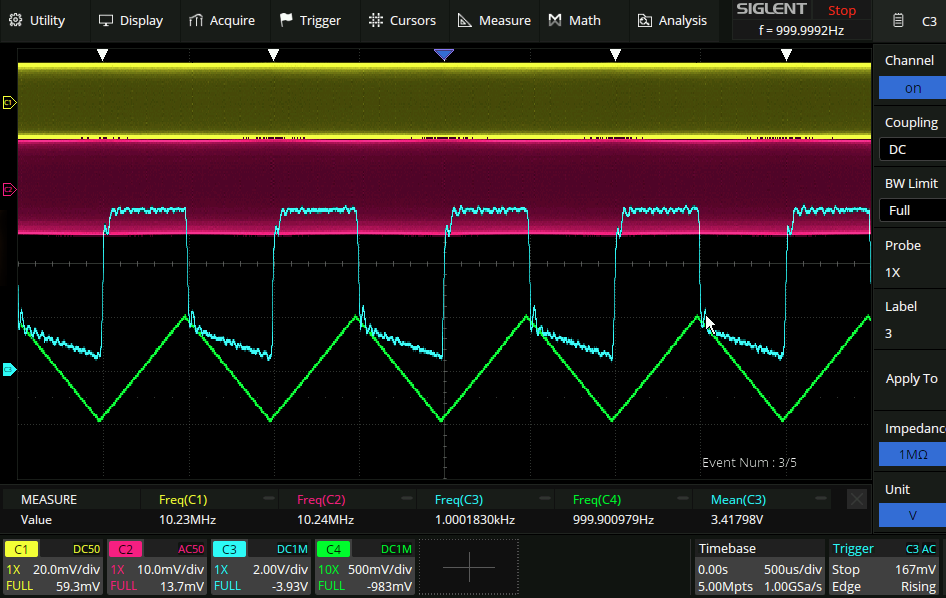 Utility Display Acquire Trigger Cursors Measure Math Analysis
SIGLENT Stop
f = 999.9992Hz
C3
Channel
on
Coupling
DC
BW Limit
Full
Probe
1X
Label
3
Apply To
Impedanc
1MΩ
Unit
V
C1
C2
Event Num : 3/5
MEASURE Freq(C1) Freq(C2) Freq(C3) Freq(C4) Mean(C3)
Value 10.23MHz 10.24MHz 1.0001830kHz 999.900979Hz 3.41798V
C1 DC50 C2 AC50 C3 DC1M C4 DC1M Timebase Trigger C3 AC
1X 20.0mV/div 1X 10.0mV/div 1X 2.00V/div 10X 500mV/div 0.00s 500us/div Stop 167mV
FULL 59.3mV FULL 13.7mV FULL -3.93V FULL -983mV 5.00Mpts 1.00GSa/s Edge Rising